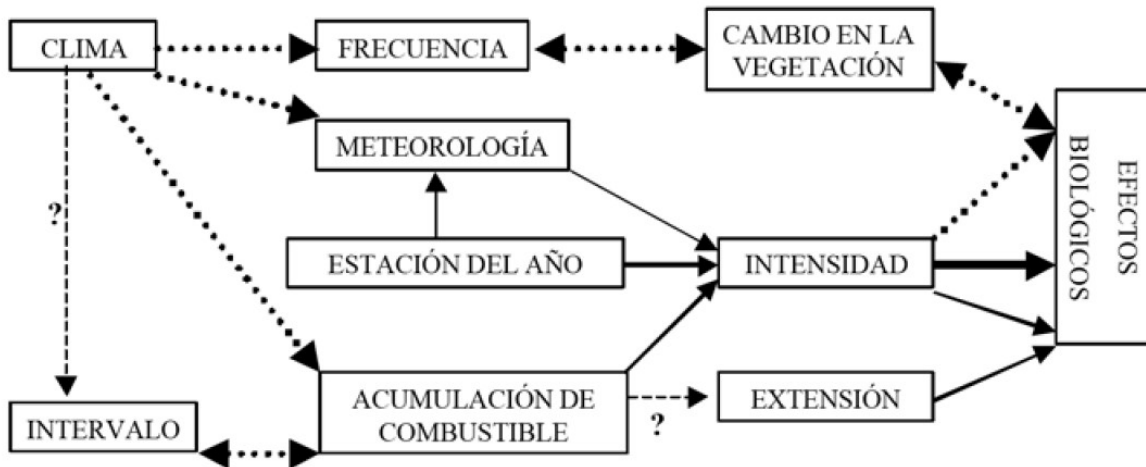 CLIMA
FRECUENCIA
CAMBIO EN LA
VEGETACIÓN
METEOROLOGÍA
EFECTOS
BIOLÓGICOS
?
ESTACIÓN DEL AÑO
INTENSIDAD
INTERVALO
ACUMULACIÓN DE
COMBUSTIBLE
?
EXTENSIÓN